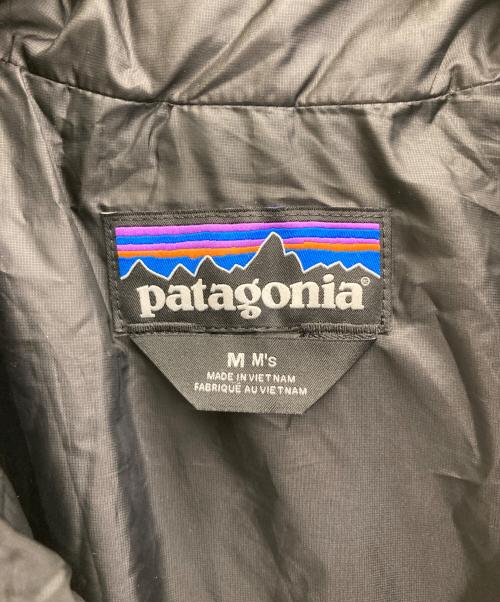 patagonia®
M M's
MADE IN VIETNAM
FABRIQUÉ AU VIETNAM